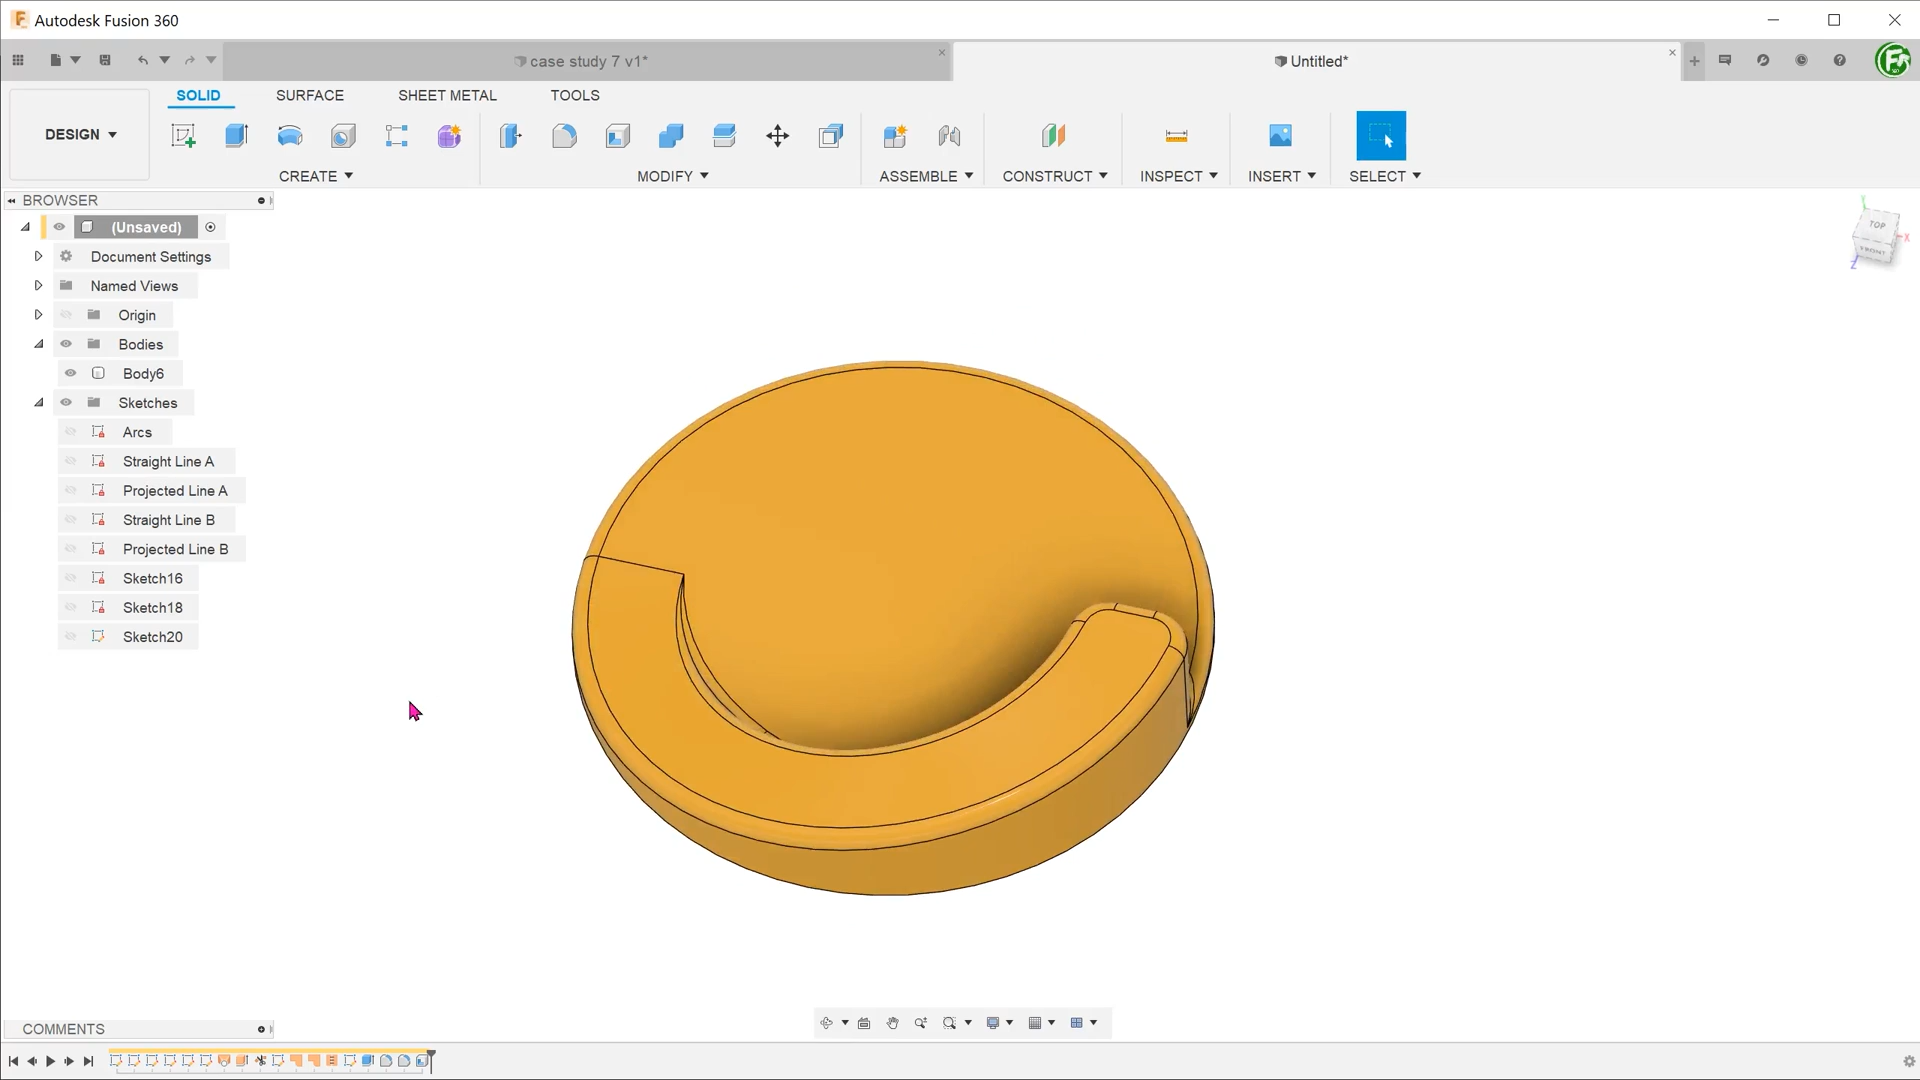 Autodesk Fusion 360
case study 7 v1*
Untitled*
DESIGN
SOLID
SURFACE
SHEET METAL
TOOLS
CREATE
MODIFY
ASSEMBLE
CONSTRUCT
INSPECT
INSERT
SELECT
BROWSER
(Unsaved)
Document Settings
Named Views
Origin
Bodies
Body6
Sketches
Arcs
Straight Line A
Projected Line A
Straight Line B
Projected Line B
Sketch16
Sketch18
Sketch20
Y
TOP
X
FRONT
Z
COMMENTS